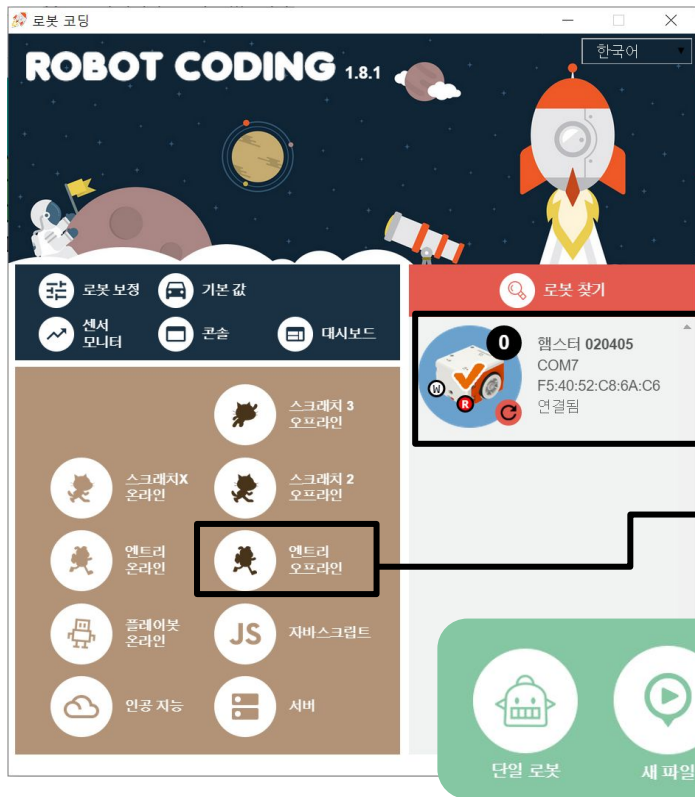 로봇 코딩
한국어
ROBOT CODING 1.8.1
로봇 보정
기본 값
센서
모니터
콘솔
대시보드
로봇 찾기
0
햄스터 020405
COM7
F5:40:52:C8:6A:C6
연결됨
W
R
스크래치 3
오프라인
스크래치X
온라인
스크래치 2
오프라인
엔트리
온라인
엔트리
오프라인
플레이봇
온라인
JS
자바스크립트
인공 지능
서버
단일 로봇
새 파일